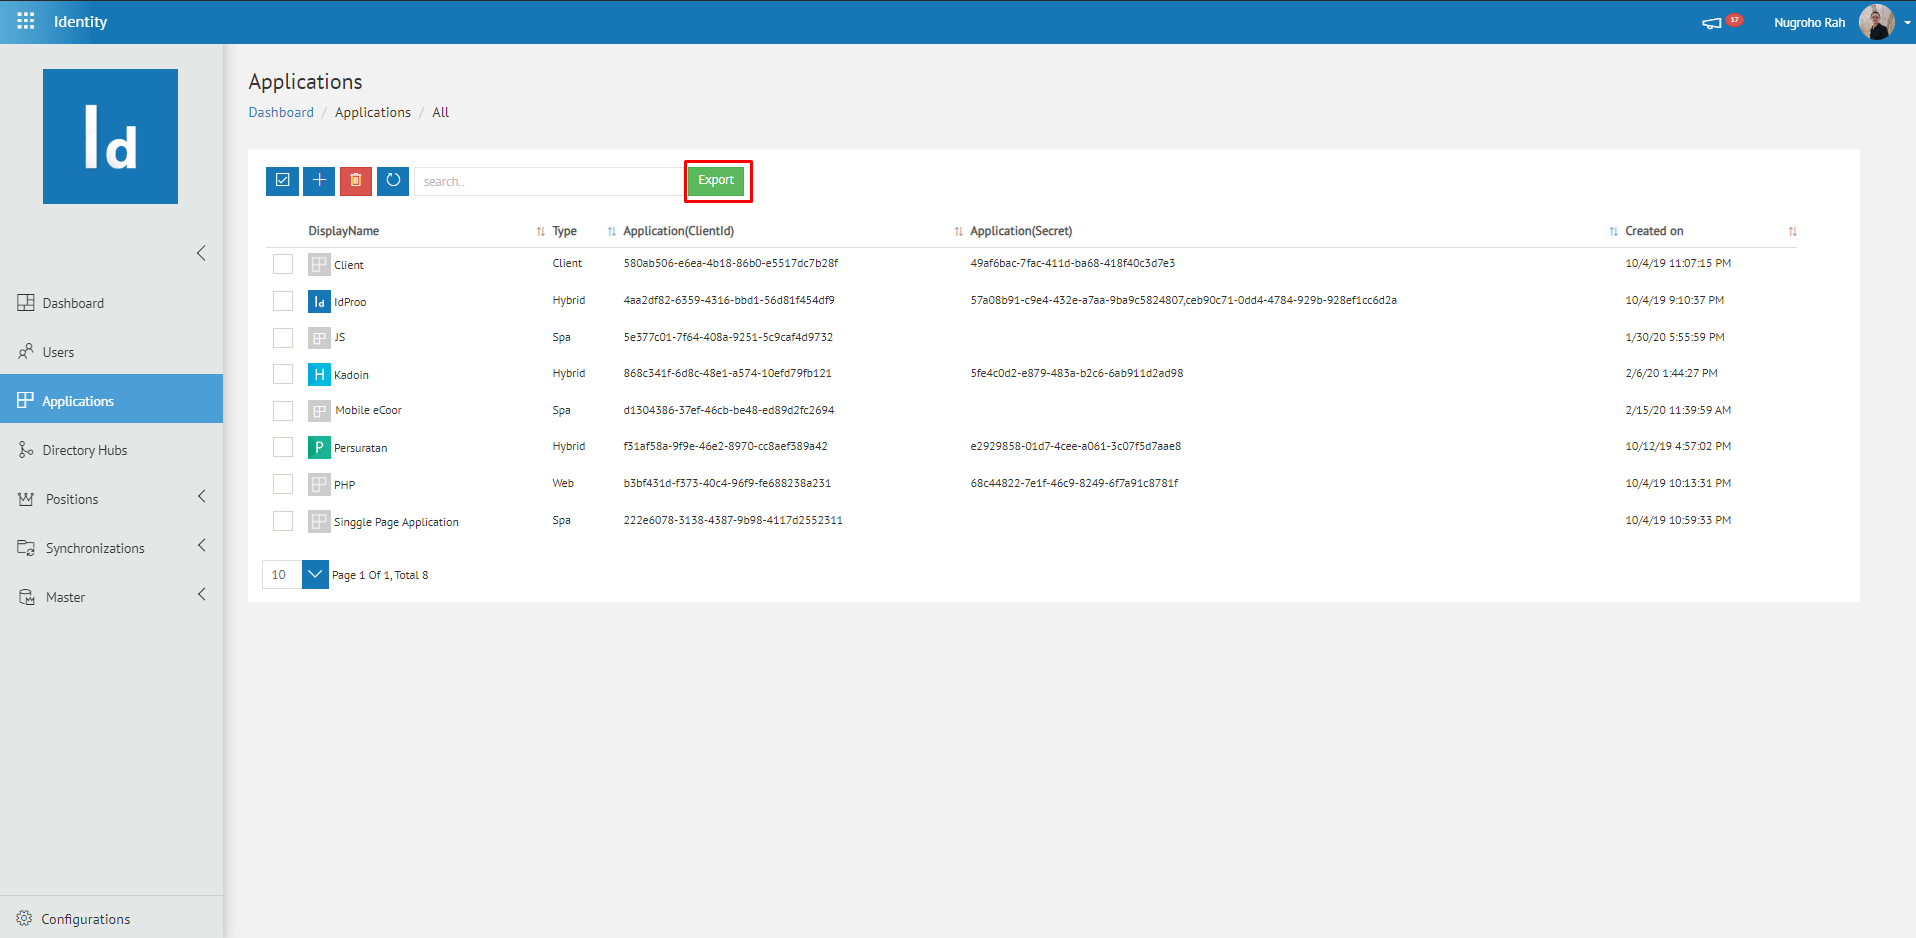 Identity
17
Nugroho Rah
Id
Dashboard
Users
Applications
Directory Hubs
Positions
Synchronizations
Master
Configurations
Applications
Dashboard / Applications / All
search..
Export
DisplayName Type Application(ClientId) Application(Secret) Created on
Client Client 580ab506-e6ea-4b18-86b0-e5517dc7b28f 49af6bac-7fac-411d-ba68-418f40c3d7e3 10/4/19 11:07:15 PM
Id IdProo Hybrid 4aa2df82-6359-4316-bbd1-56d81f454df9 57a08b91-c9e4-432e-a7aa-9ba9c5824807,ceb90c71-0dd4-4784-929b-928ef1cc6d2a 10/4/19 9:10:37 PM
JS Spa 5e377c01-7f64-408a-9251-5c9caf4d9732 1/30/20 5:55:59 PM
H Kadoin Hybrid 868c341f-6d8c-48e1-a574-10efd79fb121 5fe4c0d2-e879-483a-b2c6-6ab911d2ad98 2/6/20 1:44:27 PM
Mobile eCoor Spa d1304386-37ef-46cb-be48-ed89d2fc2694 2/15/20 11:39:59 AM
P Persuratan Hybrid f31af58a-9f9e-46e2-8970-cc8aef389a42 e2929858-01d7-4cee-a061-3c07f5d7aae8 10/12/19 4:57:02 PM
PHP Web b3bf431d-f373-40c4-96f9-fe688238a231 68c44822-7e1f-46c9-8249-6f7a91c8781f 10/4/19 10:13:31 PM
Singgle Page Application Spa 222e6078-3138-4387-9b98-4117d2552311 10/4/19 10:59:33 PM
10 Page 1 Of 1, Total 8